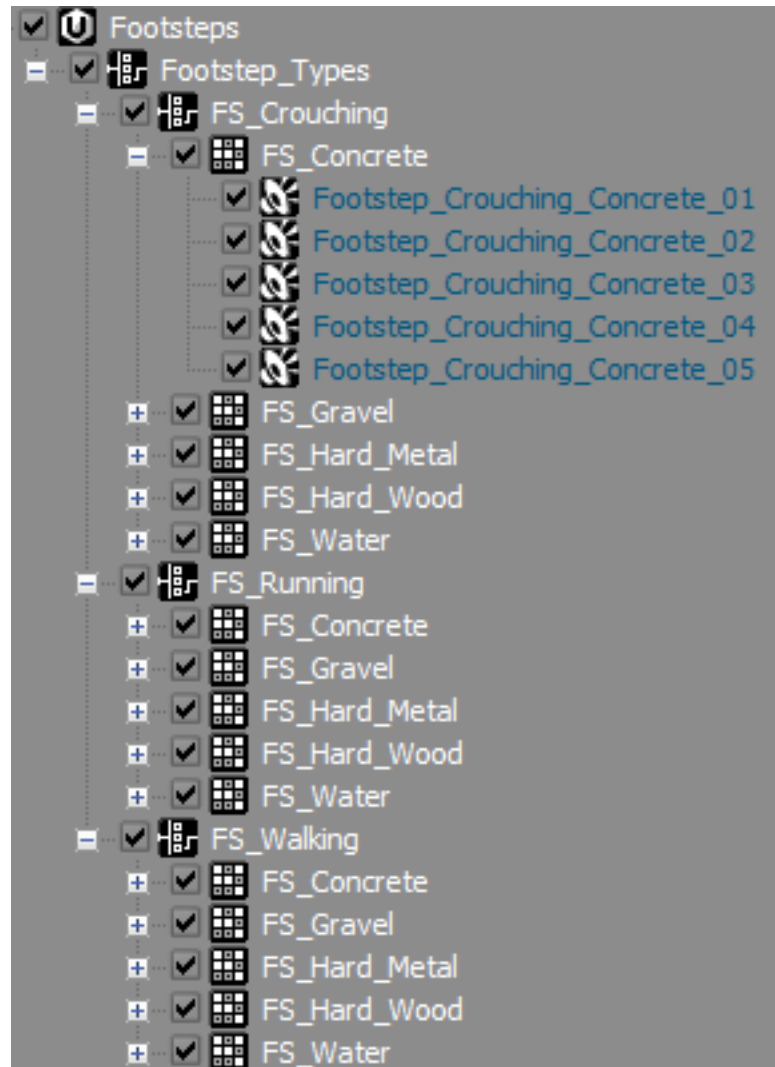 Footsteps
Footstep_Types
FS_Crouching
FS_Concrete
Footstep_Crouching_Concrete_01
Footstep_Crouching_Concrete_02
Footstep_Crouching_Concrete_03
Footstep_Crouching_Concrete_04
Footstep_Crouching_Concrete_05
FS_Gravel
FS_Hard_Metal
FS_Hard_Wood
FS_Water
FS_Running
FS_Concrete
FS_Gravel
FS_Hard_Metal
FS_Hard_Wood
FS_Water
FS_Walking
FS_Concrete
FS_Gravel
FS_Hard_Metal
FS_Hard_Wood
FS_Water